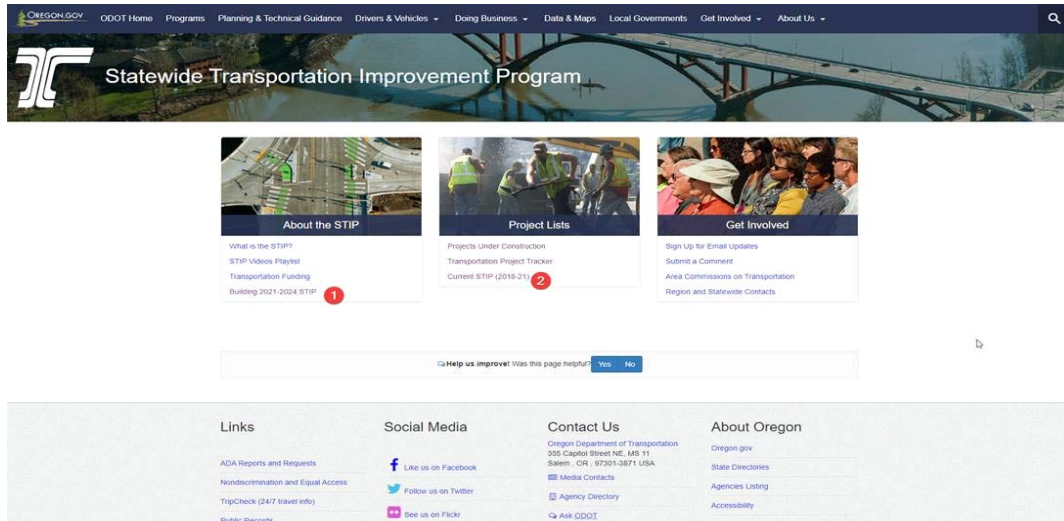 OREGON.GOV ODOT Home Programs Planning & Technical Guidance Drivers & Vehicles Doing Business Data & Maps Local Governments Get Involved About Us
Statewide Transportation Improvement Program
About the STIP
What is the STIP?
STIP Videos Playlist
Transportation Funding
Building 2021-2024 STIP 1
Project Lists
Projects Under Construction
Transportation Project Tracker
Current STIP (2018-21) 2
Get Involved
Sign Up for Email Updates
Submit a Comment
Area Commissions on Transportation
Region and Statewide Contacts
Help us improve! Was this page helpful? Yes No
Links
ADA Reports and Requests
Nondiscrimination and Equal Access
TripCheck (24/7 travel info)
Public Records
Social Media
Like us on Facebook
Follow us on Twitter
See us on Flickr
Contact Us
Oregon Department of Transportation
355 Capitol Street NE, MS 11
Salem , OR , 97301-3871 USA
Media Contacts
Agency Directory
Ask ODOT
About Oregon
Oregon.gov
State Directories
Agencies Listing
Accessibility